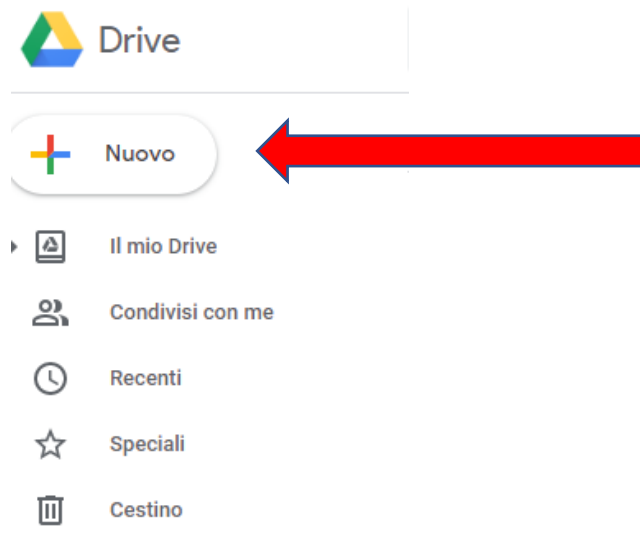 Drive
Nuovo
Il mio Drive
Condivisi con me
Recenti
Speciali
Cestino